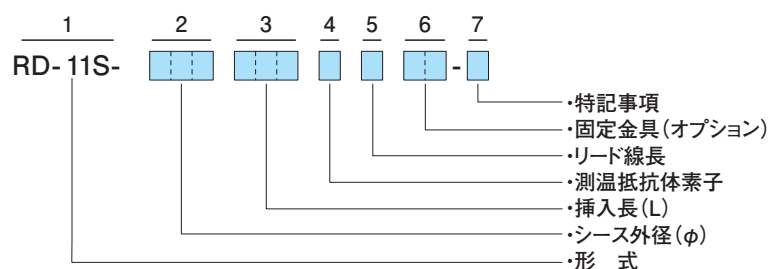 1 2 3 4 5 6 7
RD-11S- -
・特記事項
・固定金具(オプション)
・リード線長
・測温抵抗体素子
・挿入長(L)
・シース外径(φ)
・形　式